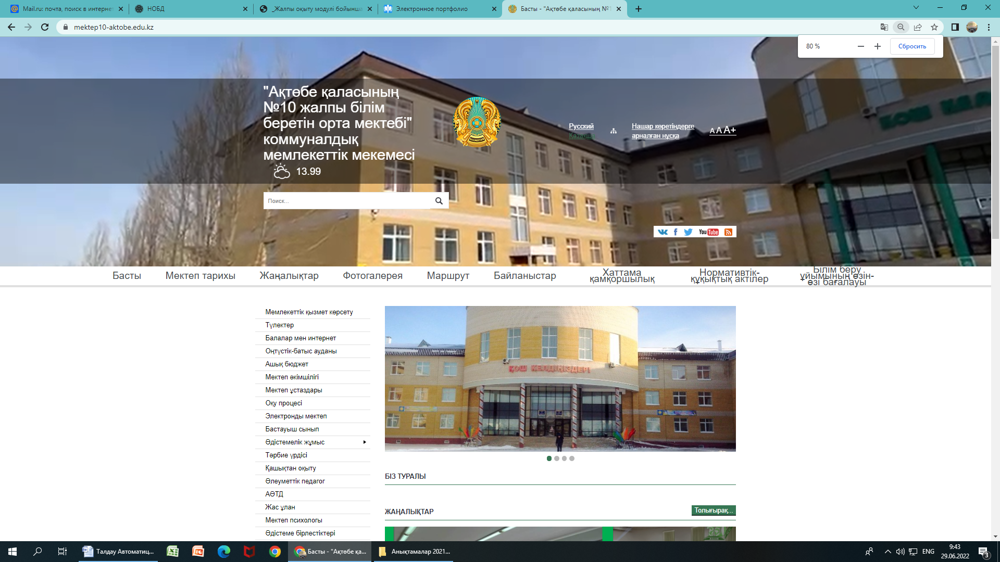 Mail.ru: почта, поиск в интернет
НОБД
_Жалпы оқыту модулі бойынша
Электронное портфолио
Басты - "Ақтөбе қаласының №1
mektep10-aktobe.edu.kz
80 %
Сбросить
"Ақтөбе қаласының
№10 жалпы білім
беретін орта мектебі"
коммуналдық
мемлекеттік мекемесі
13.99
Русский
Қазақша
Нашар көретіндерге
арналған нұсқа
A A A+
Поиск...
You Tube
Басты
Мектеп тарихы
Жаңалықтар
Фотогалерея
Маршрут
Байланыстар
Хаттама
қамқоршылық
Нормативтік-
құқықтық актілер
Білім беру
ұйымының өзін-
өзі бағалауы
Мемлекеттік қызмет көрсету
Түлектер
Балалар мен интернет
Оңтүстік-батыс ауданы
Ашық бюджет
Мектеп әкімшілігі
Мектеп ұстаздары
Оқу процесі
Электронды мектеп
Бастауыш сынып
Әдістемелік жұмыс
Тәрбие үрдісі
Қашықтан оқыту
Әлеуметтік педагог
АӘТД
Жас ұлан
Мектеп психологы
Әдістеме бірлестіктері
ҚОШ КЕЛДІҢІЗДЕР!
БІЗ ТУРАЛЫ
ЖАҢАЛЫҚТАР
Толығырақ...
Талдау Автоматиц...
Басты - "Ақтөбе қа...
Анықтамалар 2021...
ENG
9:43
29.06.2022
3